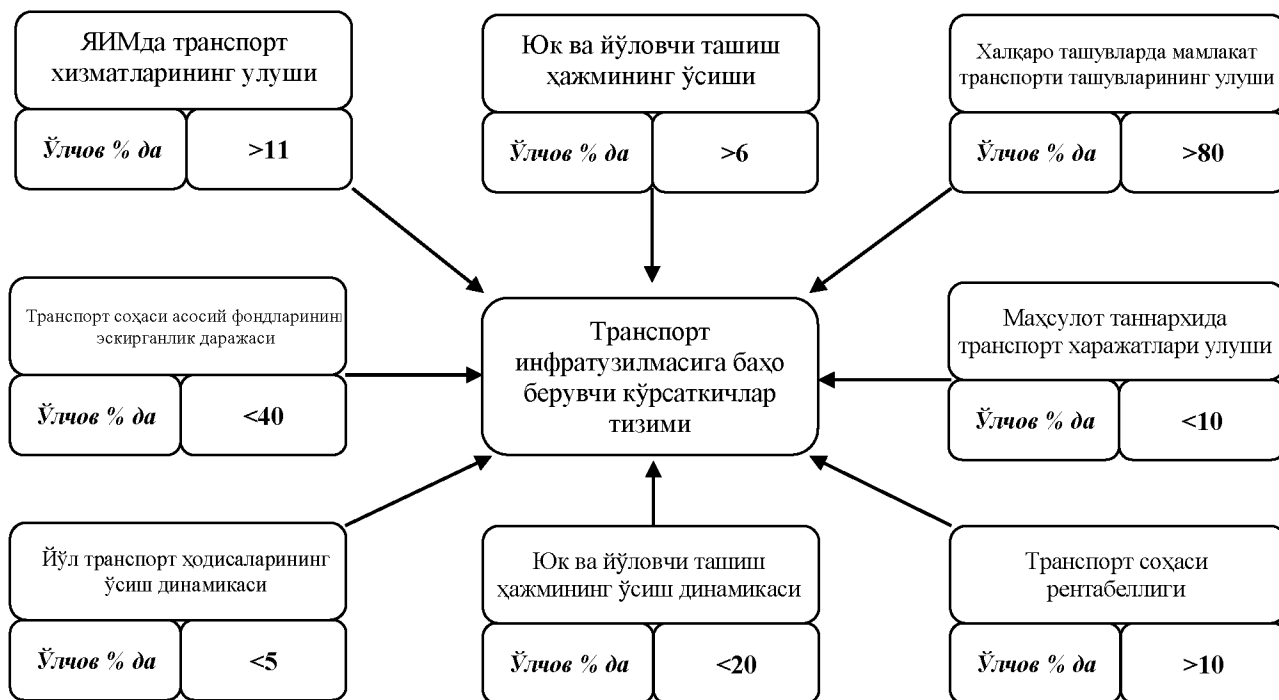 ЯИМда транспорт
хизматларининг улуши
Ўлчов % да
>11
Юк ва йўловчи ташиш
ҳажмининг ўсиши
Ўлчов % да
>6
Халқаро ташувларда мамлакат
транспорти ташувларининг улуши
Ўлчов % да
>80
Транспорт соҳаси асосий фондларининг
эскирганлик даражаси
Ўлчов % да
<40
Транспорт
инфратузилмасига баҳо
берувчи кўрсаткичлар
тизими
Маҳсулот таннархида
транспорт харажатлари улуши
Ўлчов % да
<10
Йўл транспорт ҳодисаларининг
ўсиш динамикаси
Ўлчов % да
<5
Юк ва йўловчи ташиш
ҳажмининг ўсиш динамикаси
Ўлчов % да
<20
Транспорт соҳаси
рентабеллиги
Ўлчов % да
>10